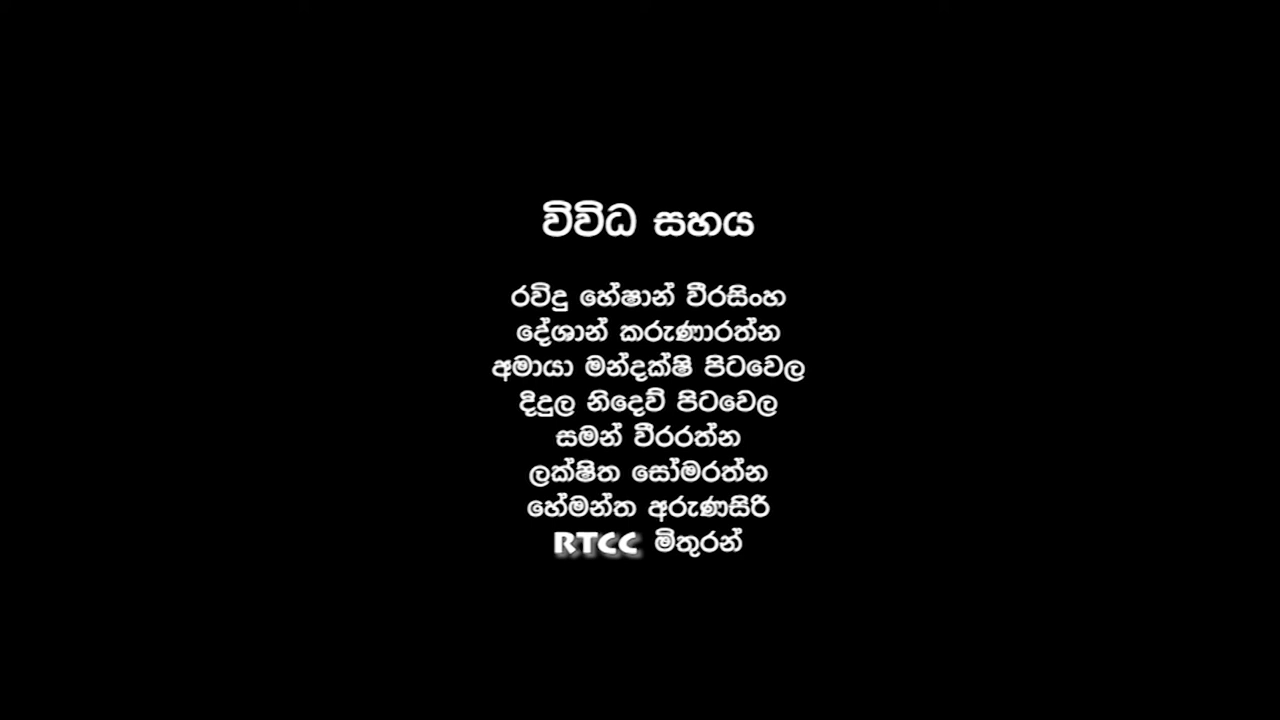 විවිධ සහය
රවිඳු හේෂාන් වීරසිංහ
දේශාන් කරුණාරත්න
අමායා මන්දක්ෂි පිටවෙල
දිදුල නිදෙව් පිටවෙල
සමන් වීරරත්න
ලක්ෂිත සෝමරත්න
හේමන්ත අරුණසිරි
RTCC මිතුරන්